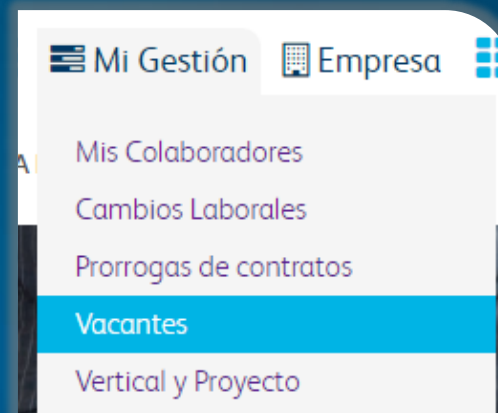 Mi Gestión Empresa
A
Mis Colaboradores
Cambios Laborales
Prorrogas de contratos
Vacantes
Vertical y Proyecto